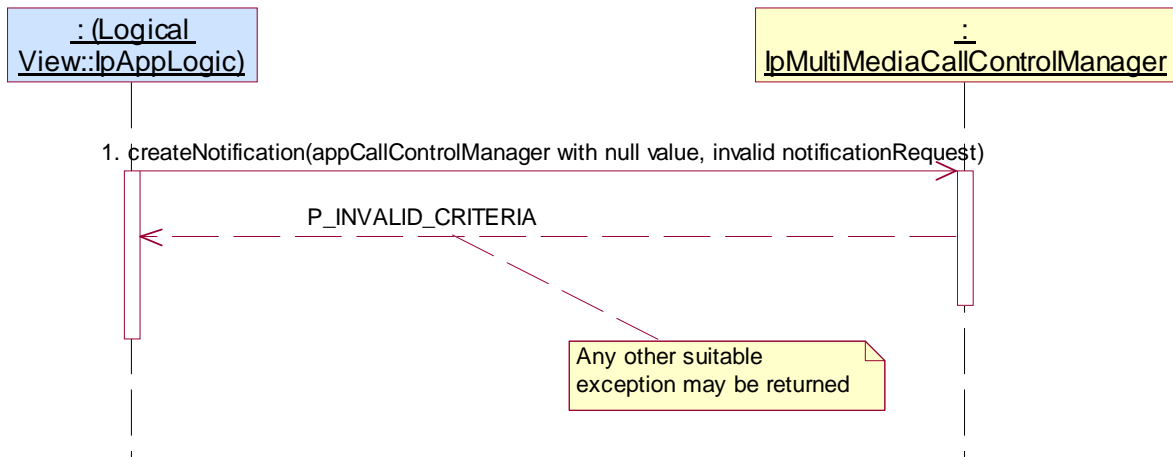 : (Logical
View::IpAppLogic)
:
IpMultiMediaCallControlManager
1. createNotification(appCallControlManager with null value, invalid notificationRequest)
P_INVALID_CRITERIA
Any other suitable
exception may be returned